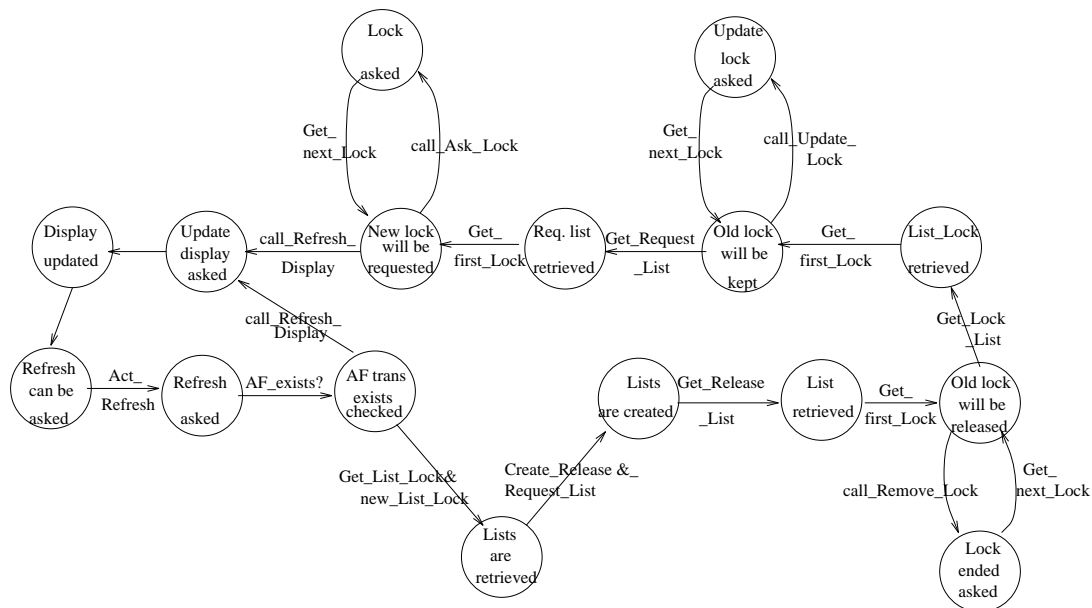 Lock
asked
Update
lock
asked
Get_
next_Lock
call_Ask_Lock
Get_
next_Lock
call_Update_
Lock
Display
updated
Update
display
asked
call_Refresh_
Display
New lock
will be
requested
Get_
first_Lock
Req. list
retrieved
Get_Request
_List
Old lock
will be
kept
Get_
first_Lock
List_Lock
retrieved
call_Refresh_
Display
Get_Lock
_List
Refresh
can be
asked
Act_
Refresh
Refresh
asked
AF_exists?
AF trans
exists
checked
Lists
are created
Get_Release
_List
List
retrieved
Get_
first_Lock
Old lock
will be
released
Get_List_Lock&
new_List_Lock
Create_Release &_
Request_List
call_Remove_Lock
Get_
next_Lock
Lists
are
retrieved
Lock
ended
asked